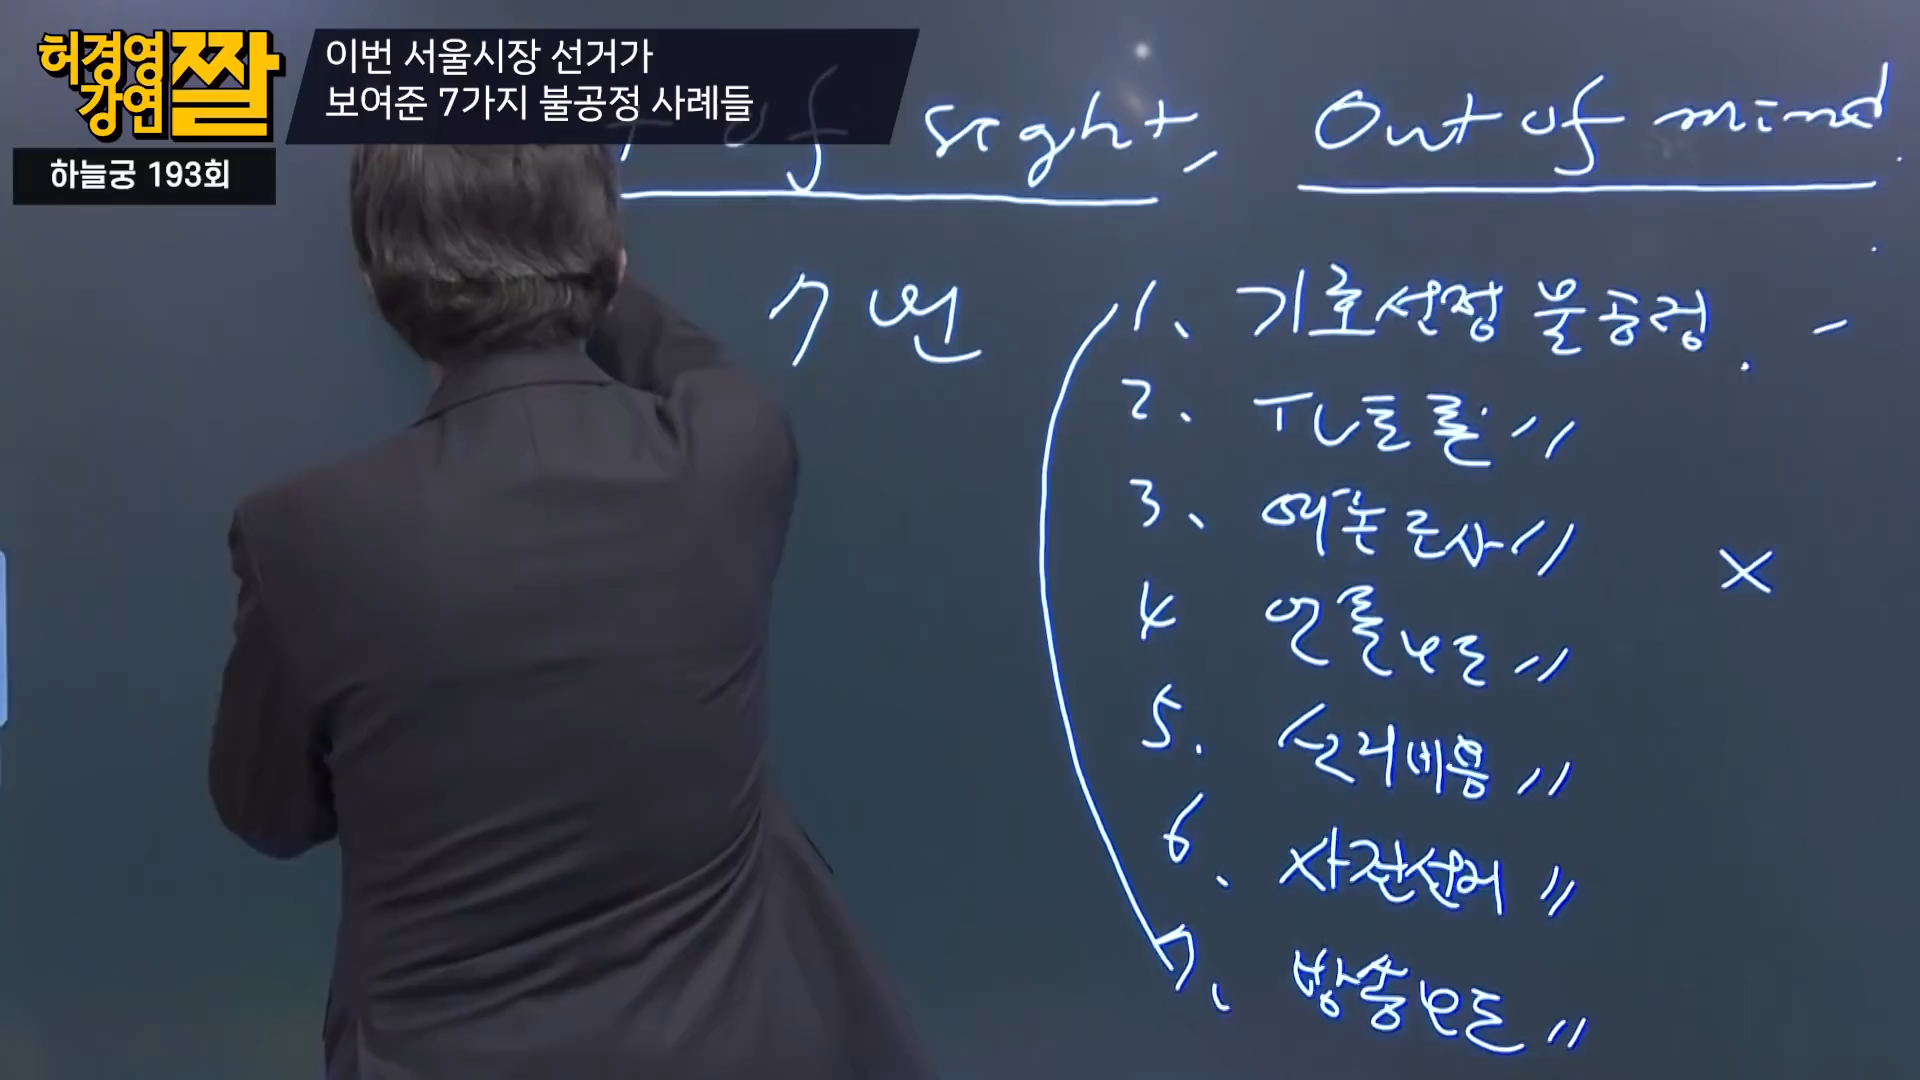 허경영
강연 짤
이번 서울시장 선거가
보여준 7가지 불공정 사례들
하늘궁 193회
T of sight, Out of mind.
7번
1. 기호선정 불공정.
2. TV토론 〃
3. 여론조사 〃
4 언론보도 〃
5. 선거비용 〃
6. 사전선거 〃
7. 방송보도 〃